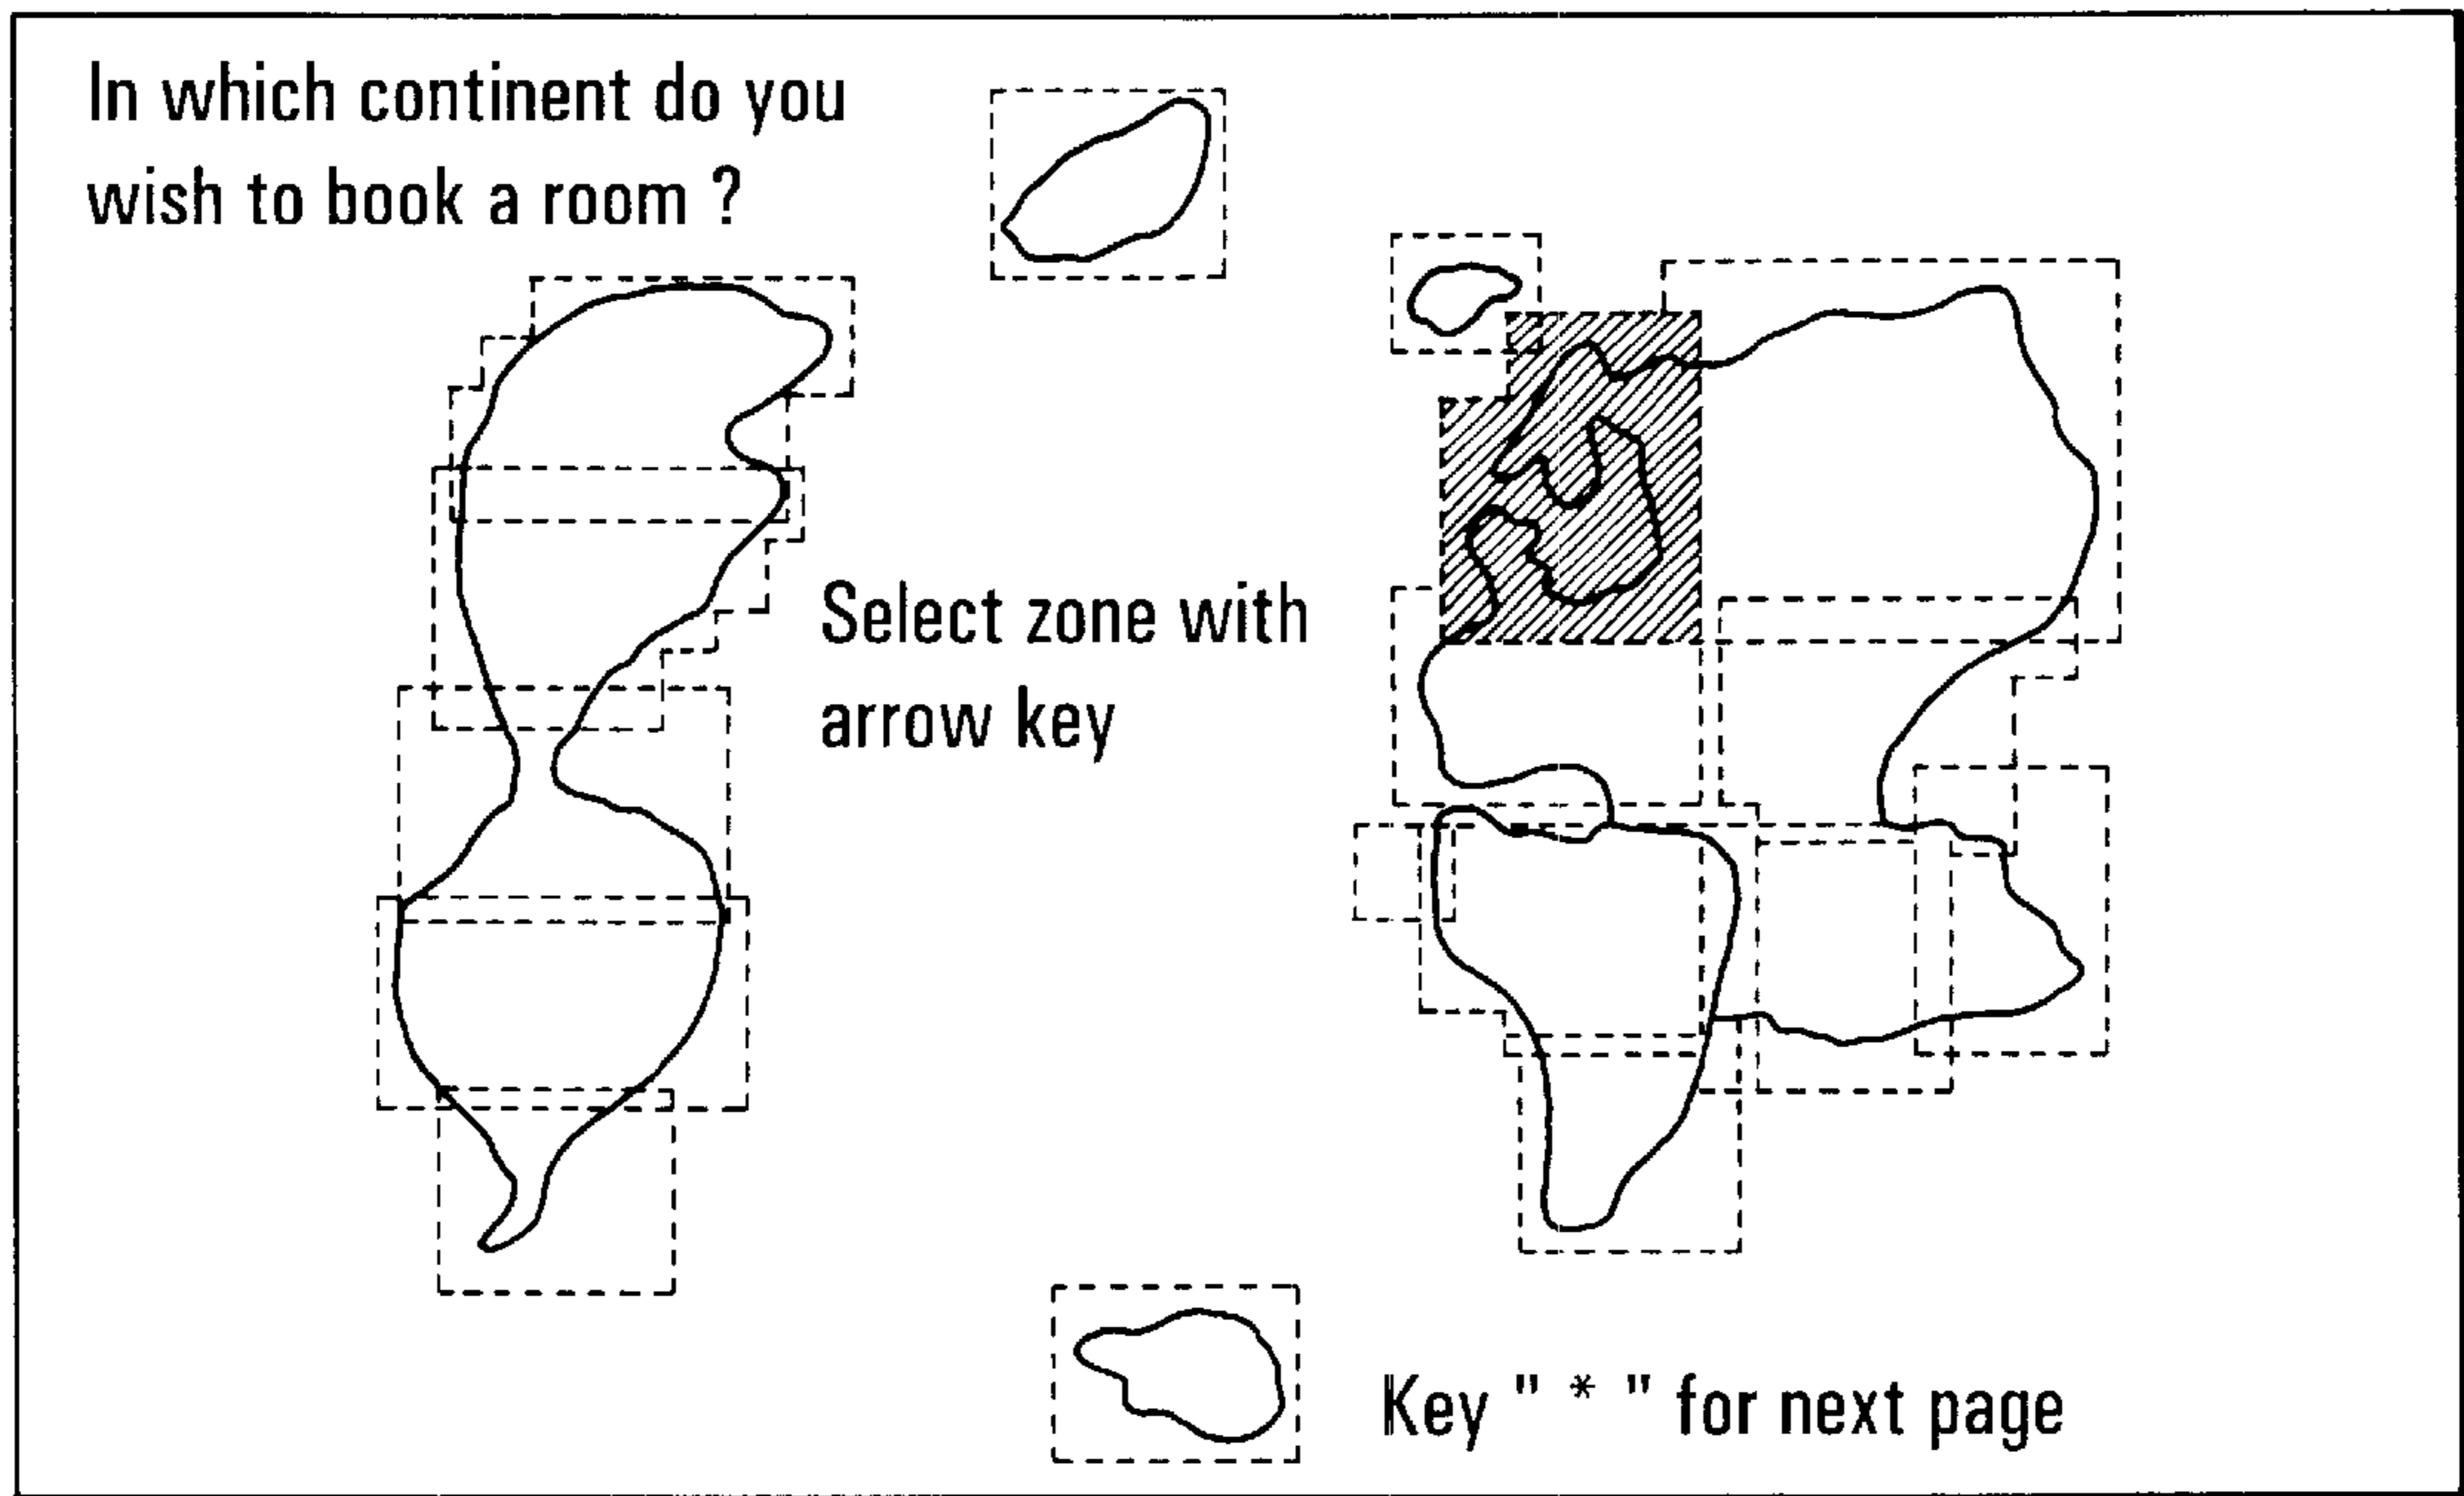 In which continent do you
wish to book a room ?
Select zone with
arrow key
Key " * " for next page